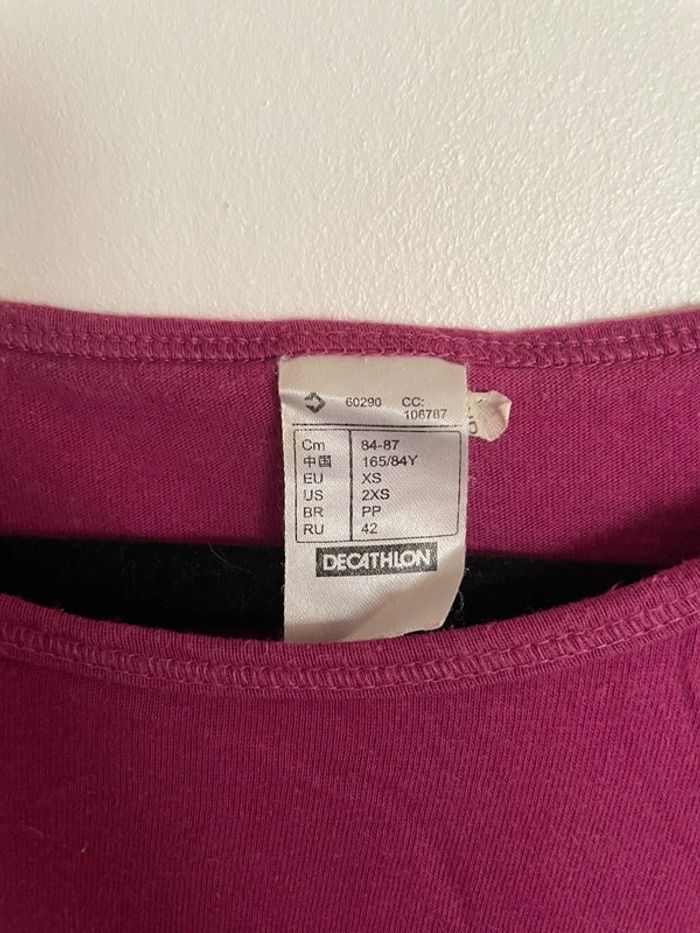 60290 CC:
106787
Cm 84-87
中国 165/84Y
EU XS
US 2XS
BR PP
RU 42
DECATHLON